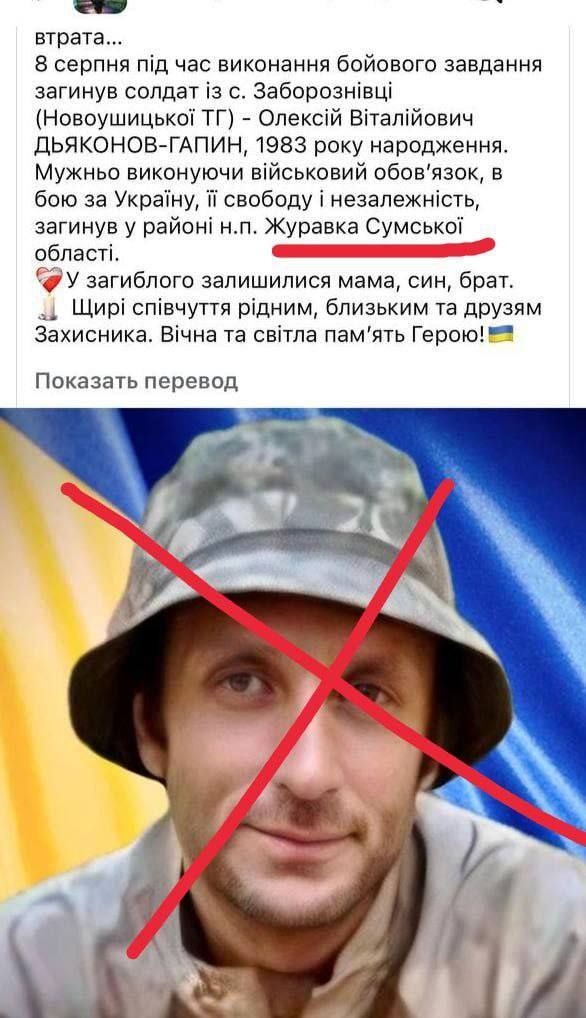 втрата...
8 серпня під час виконання бойового завдання
загинув солдат із с. Заборознівці
(Новоушицької ТГ) - Олексій Віталійович
ДЬЯКОНОВ-ГАПИН, 1983 року народження.
Мужньо виконуючи військовий обов’язок, в
бою за Україну, її свободу і незалежність,
загинув у районі н.п. Журавка Сумської
області.
❤️‍🩹У загиблого залишилися мама, син, брат.
🕯 Щирі співчуття рідним, близьким та друзям
Захисника. Вічна та світла пам’ять Герою!🇺🇦
Показать перевод